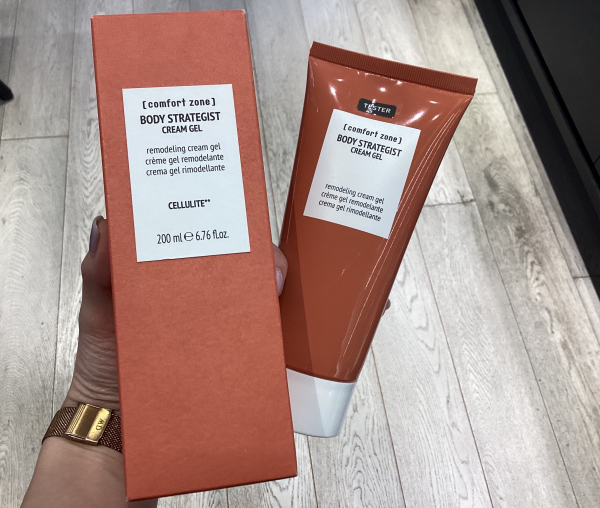 [comfort zone]
BODY STRATEGIST
CREAM GEL
remodeling cream gel
crème gel remodelante
crema gel rimodellante
CELLULITE**
200 ml ℮ 6.76 fl.oz.
TESTER
[comfort zone]
BODY STRATEGIST
CREAM GEL
remodeling cream gel
crème gel remodelante
crema gel rimodellante
DW